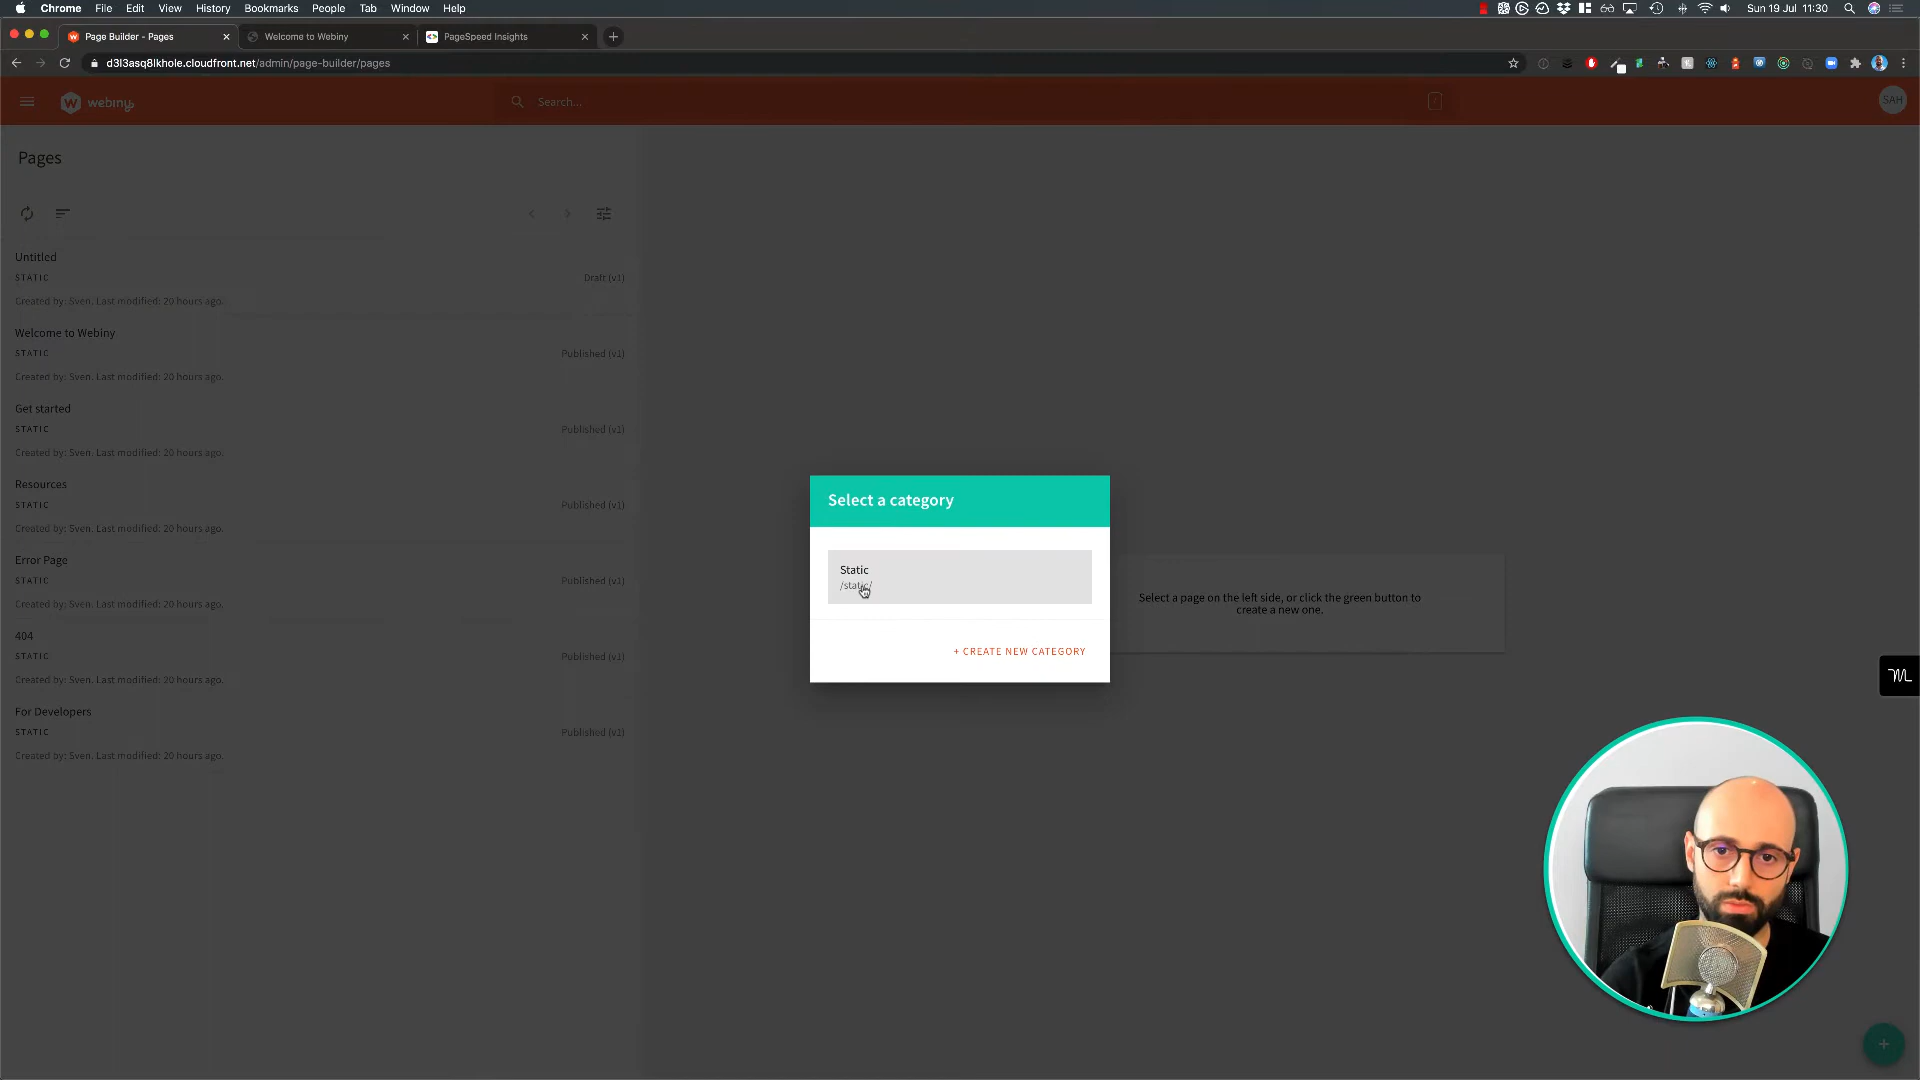 Chrome File Edit View History Bookmarks People Tab Window Help
Sun 19 Jul 11:30
Page Builder - Pages
Welcome to Webiny
PageSpeed Insights
d3l3asq8lkhole.cloudfront.net/admin/page-builder/pages
webiny
Search...
/
SAH
Pages
Untitled
STATIC
Draft (v1)
Created by: Sven. Last modified: 20 hours ago.
Welcome to Webiny
STATIC
Published (v1)
Created by: Sven. Last modified: 20 hours ago.
Get started
STATIC
Published (v1)
Created by: Sven. Last modified: 20 hours ago.
Resources
STATIC
Published (v1)
Created by: Sven. Last modified: 20 hours ago.
Error Page
STATIC
Published (v1)
Created by: Sven. Last modified: 20 hours ago.
404
STATIC
Published (v1)
Created by: Sven. Last modified: 20 hours ago.
For Developers
STATIC
Published (v1)
Created by: Sven. Last modified: 20 hours ago.
Select a category
Static
/static/
+ CREATE NEW CATEGORY
Select a page on the left side, or click the green button to
create a new one.